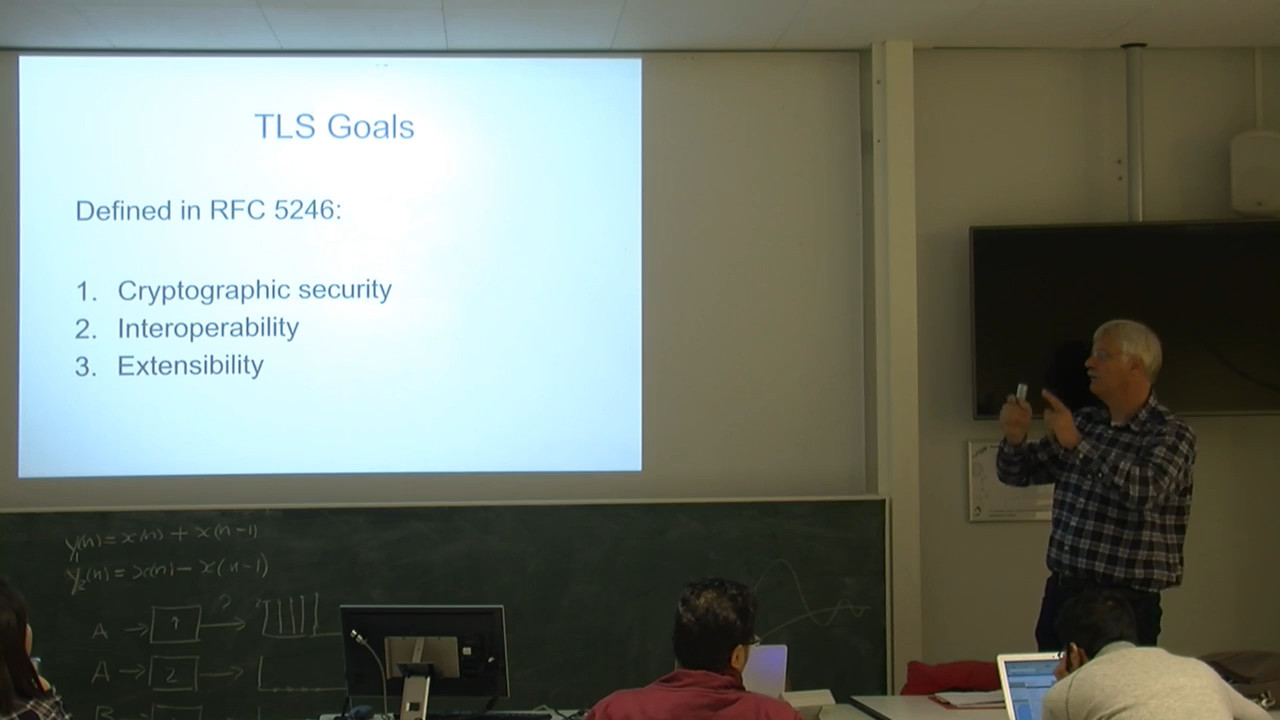 TLS Goals
Defined in RFC 5246:
1. Cryptographic security
2. Interoperability
3. Extensibility
y₁(n) = x(n) + x(n-1)
y₂(n) = x(n) - x(n-1)
A → 1 →
A → 2 →
B